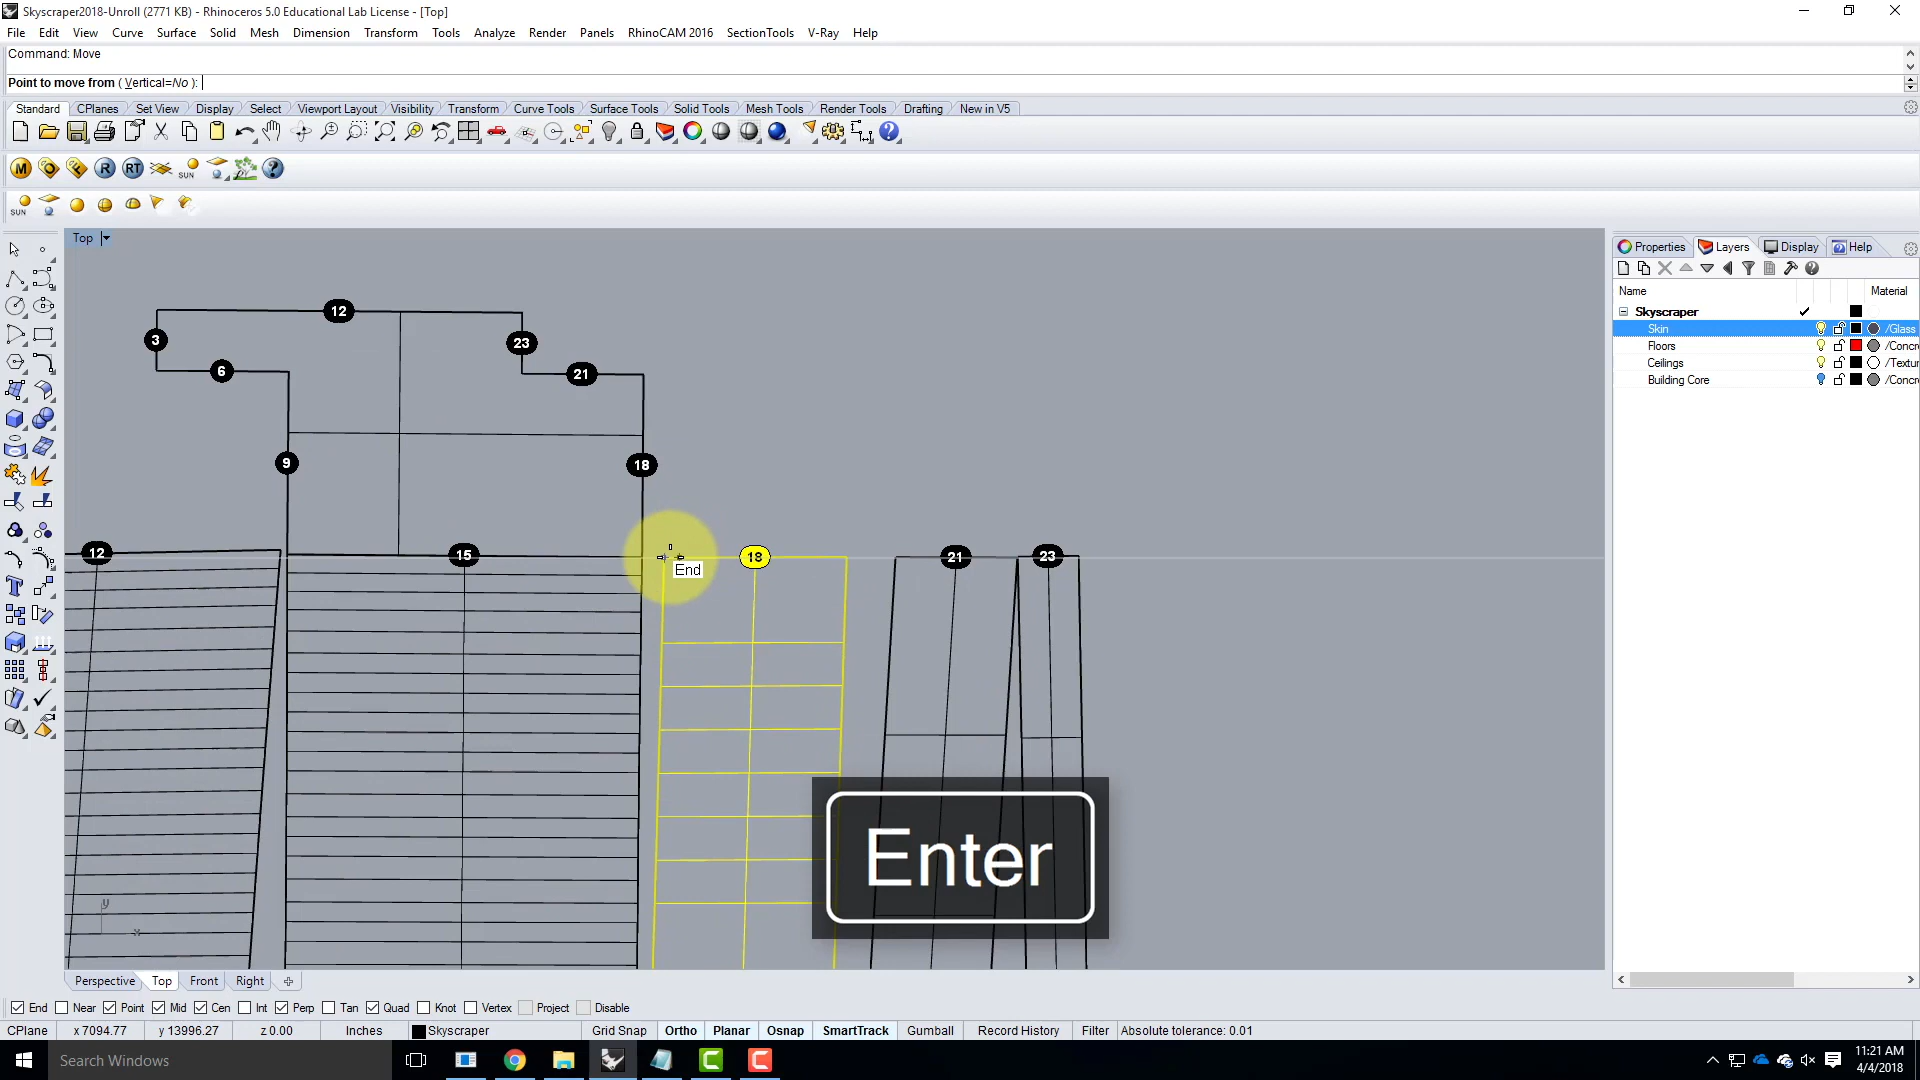 Skyscraper2018-Unroll (2771 KB) - Rhinoceros 5.0 Educational Lab License - [Top]
File Edit View Curve Surface Solid Mesh Dimension Transform Tools Analyze Render Panels RhinoCAM 2016 SectionTools V-Ray Help
Command: Move
Point to move from ( Vertical=No ):
Standard CPlanes Set View Display Select Viewport Layout Visibility Transform Curve Tools Surface Tools Solid Tools Mesh Tools Render Tools Drafting New in V5
M O F R RT SUN
SUN
Top
Properties Layers Display Help
Name Material
Skyscraper
Skin /Glass
Floors /Concr
Ceilings /Textur
Building Core /Concr
12
3 23
6 21
9 18
12 15 18 21 23
End
Enter
y
x
Perspective Top Front Right
End Near Point Mid Cen Int Perp Tan Quad Knot Vertex Project Disable
CPlane x 7094.77 y 13996.27 z 0.00 Inches Skyscraper Grid Snap Ortho Planar Osnap SmartTrack Gumball Record History Filter Absolute tolerance: 0.01
Search Windows
11:21 AM
4/4/2018